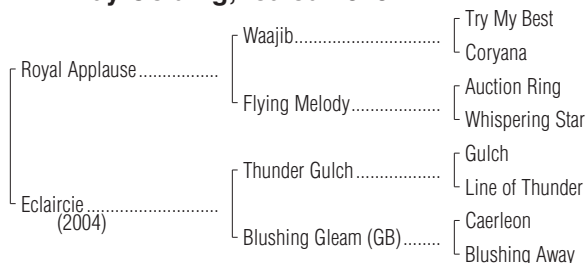 Try My Best
Waajib
Coryana
Royal Applause
Auction Ring
Flying Melody
Whispering Star
Gulch
Thunder Gulch
Line of Thunder
Eclaircie
(2004)
Caerleon
Blushing Gleam (GB)
Blushing Away